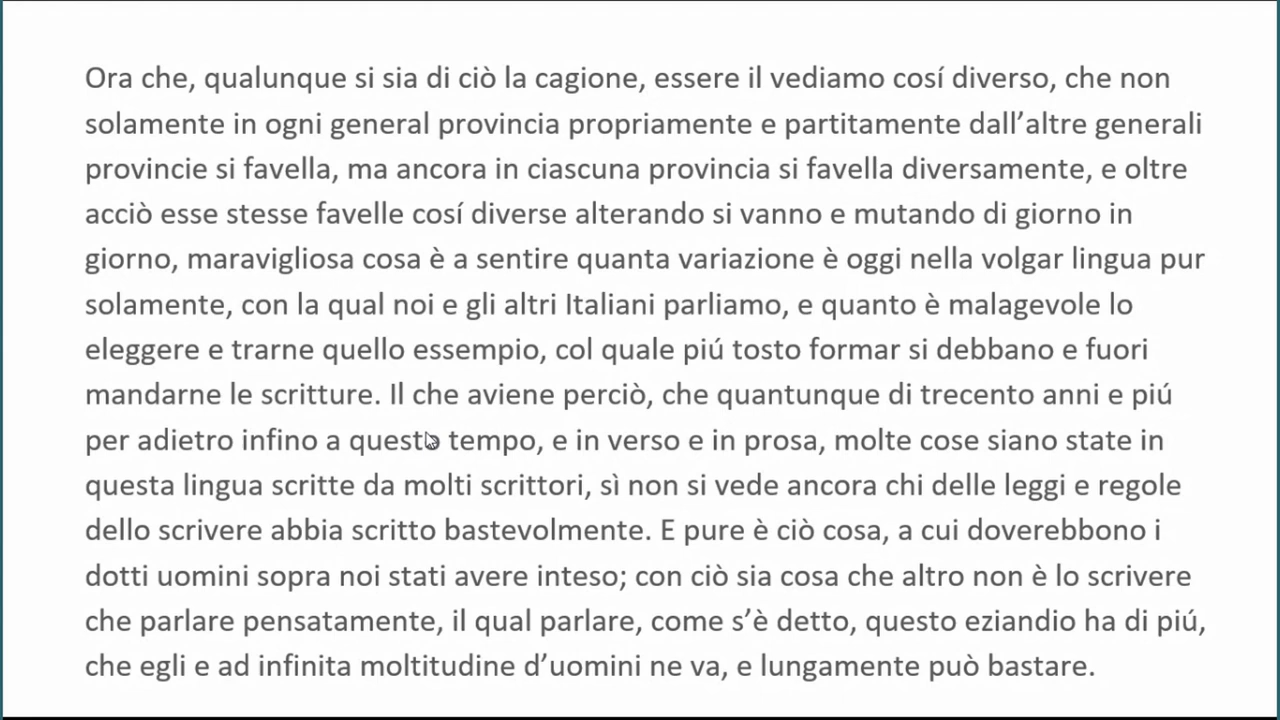 Ora che, qualunque si sia di ciò la cagione, essere il vediamo cosí diverso, che non
solamente in ogni general provincia propriamente e partitamente dall’altre generali
provincie si favella, ma ancora in ciascuna provincia si favella diversamente, e oltre
acciò esse stesse favelle cosí diverse alterando si vanno e mutando di giorno in
giorno, maravigliosa cosa è a sentire quanta variazione è oggi nella volgar lingua pur
solamente, con la qual noi e gli altri Italiani parliamo, e quanto è malagevole lo
eleggere e trarne quello essempio, col quale piú tosto formar si debbano e fuori
mandarne le scritture. Il che aviene perciò, che quantunque di trecento anni e piú
per adietro infino a questo tempo, e in verso e in prosa, molte cose siano state in
questa lingua scritte da molti scrittori, sì non si vede ancora chi delle leggi e regole
dello scrivere abbia scritto bastevolmente. E pure è ciò cosa, a cui doverebbono i
dotti uomini sopra noi stati avere inteso; con ciò sia cosa che altro non è lo scrivere
che parlare pensatamente, il qual parlare, come s’è detto, questo eziandio ha di piú,
che egli e ad infinita moltitudine d’uomini ne va, e lungamente può bastare.